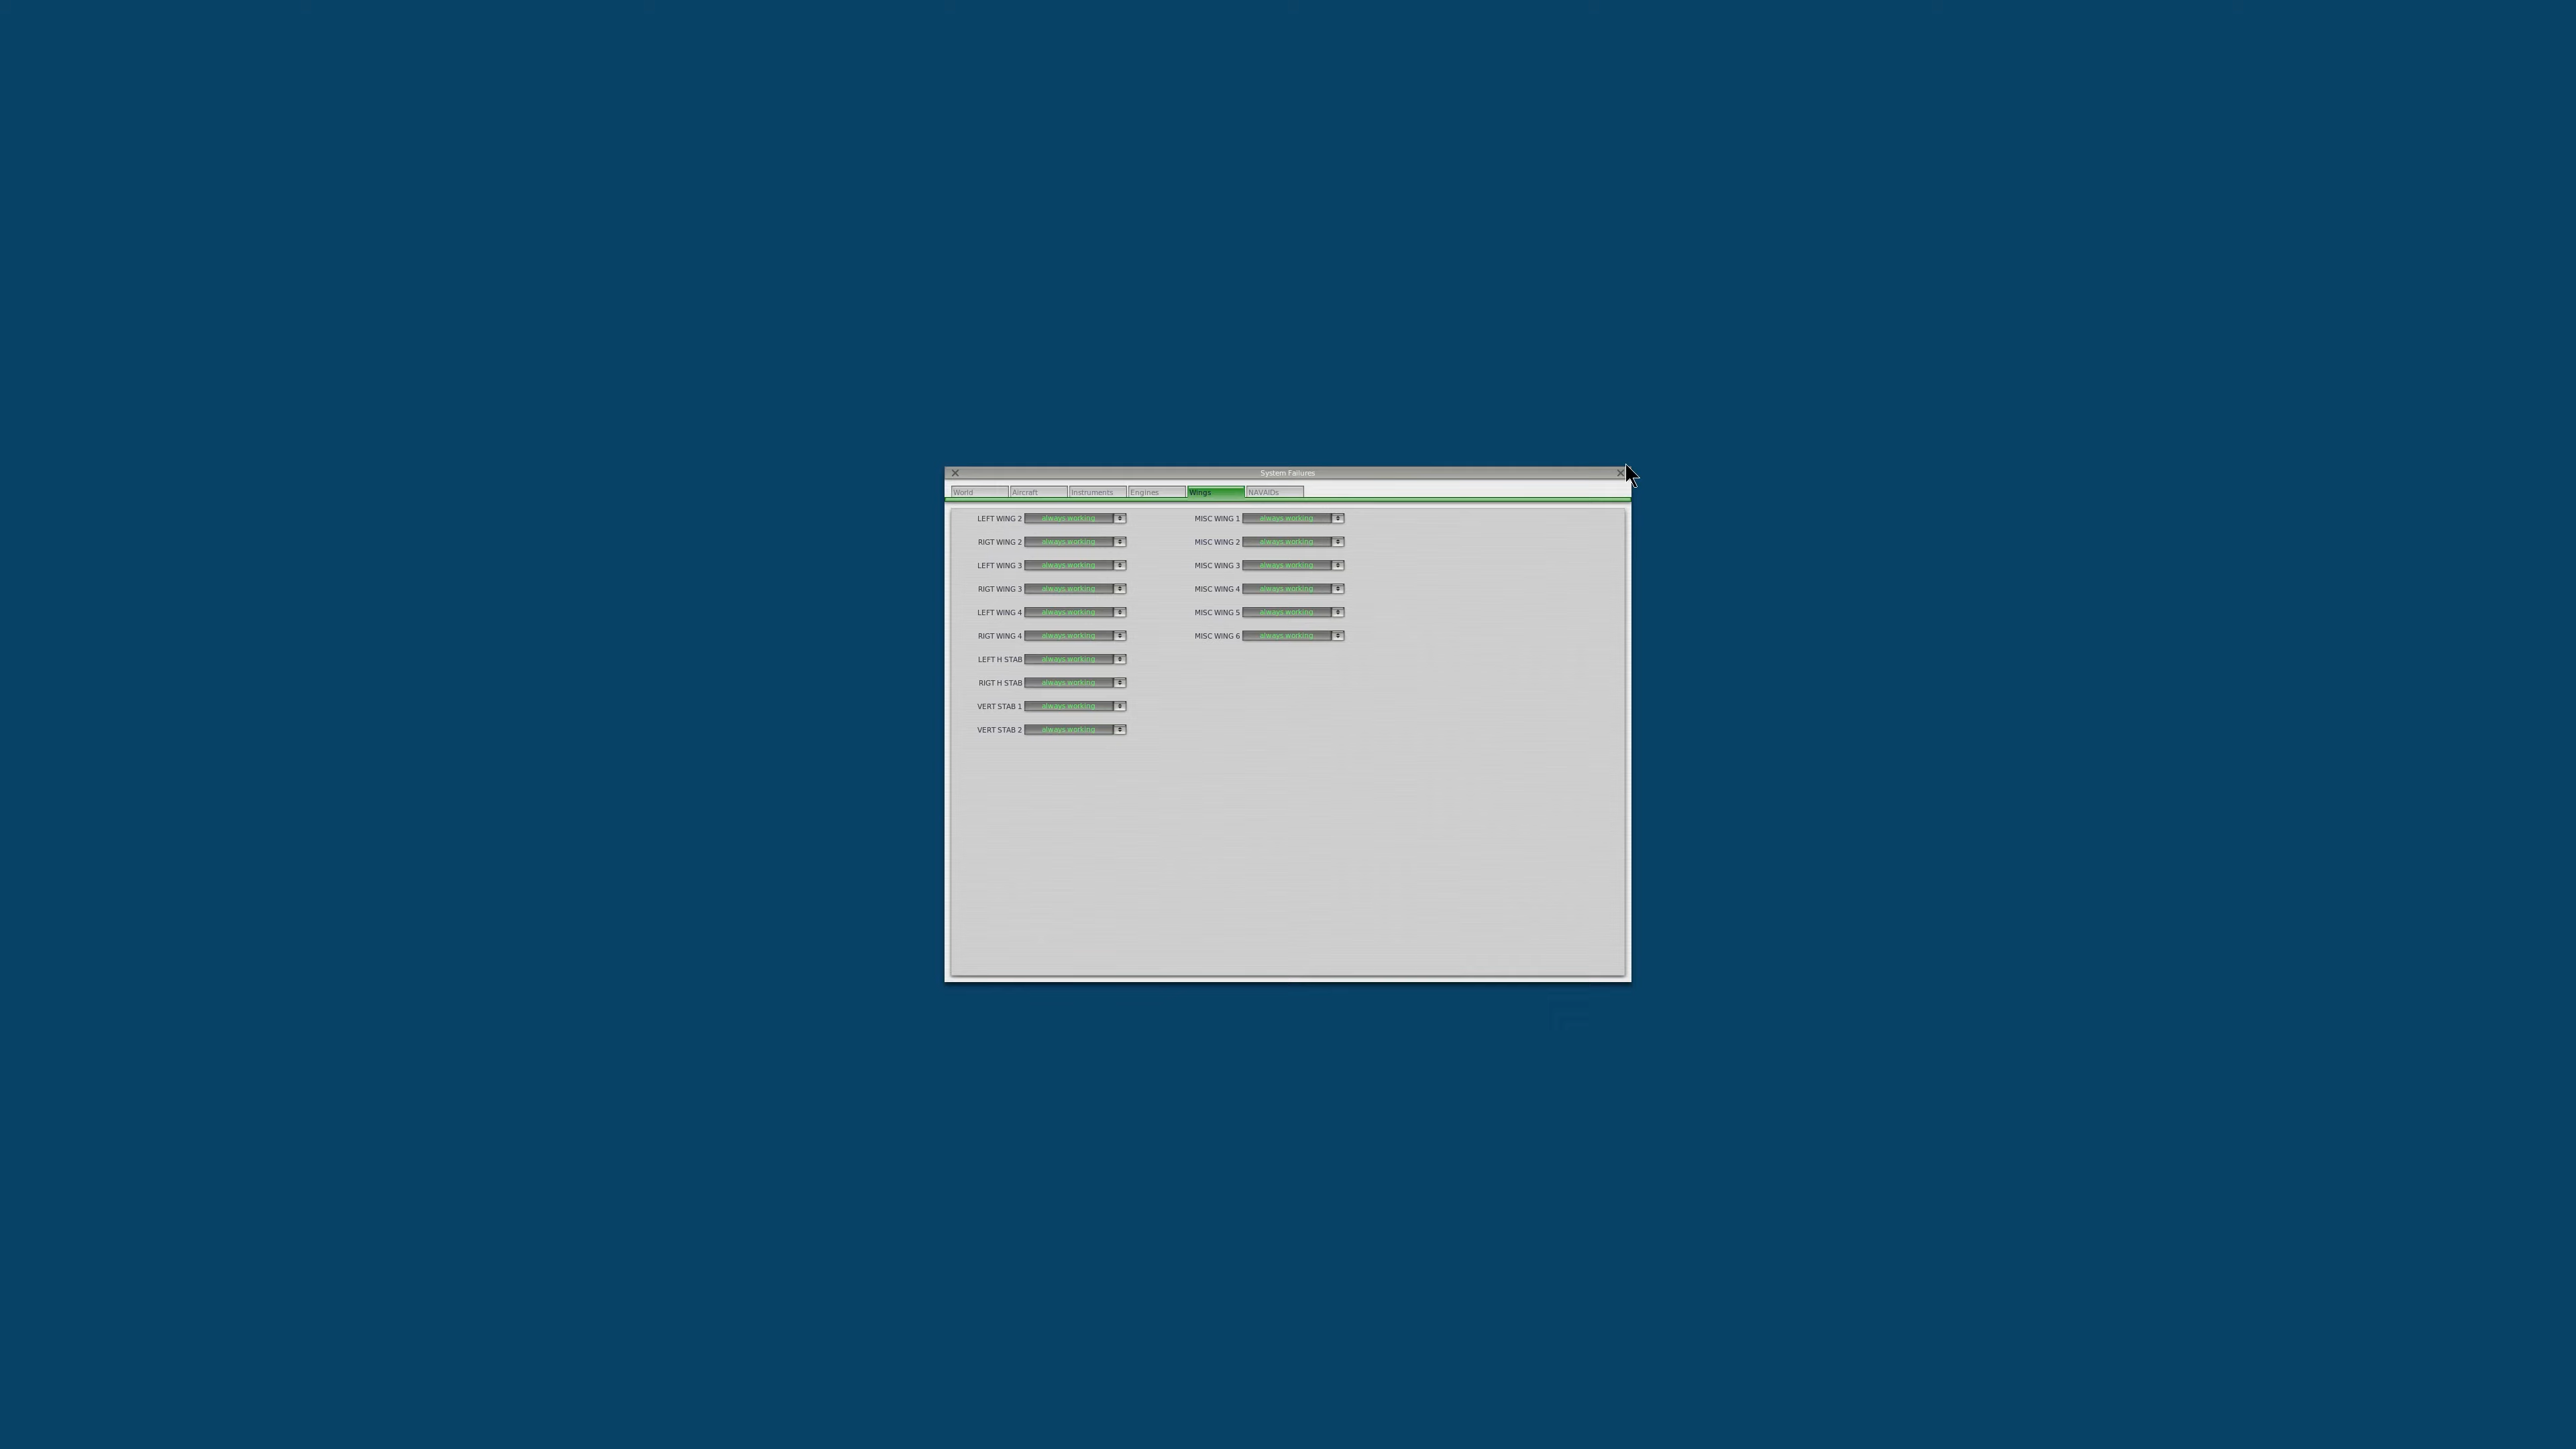 System Failures
World Aircraft Instruments Engines Wings NAVAIDs
LEFT WING 2 always working MISC WING 1 always working
RIGT WING 2 always working MISC WING 2 always working
LEFT WING 3 always working MISC WING 3 always working
RIGT WING 3 always working MISC WING 4 always working
LEFT WING 4 always working MISC WING 5 always working
RIGT WING 4 always working MISC WING 6 always working
LEFT H STAB always working
RIGT H STAB always working
VERT STAB 1 always working
VERT STAB 2 always working